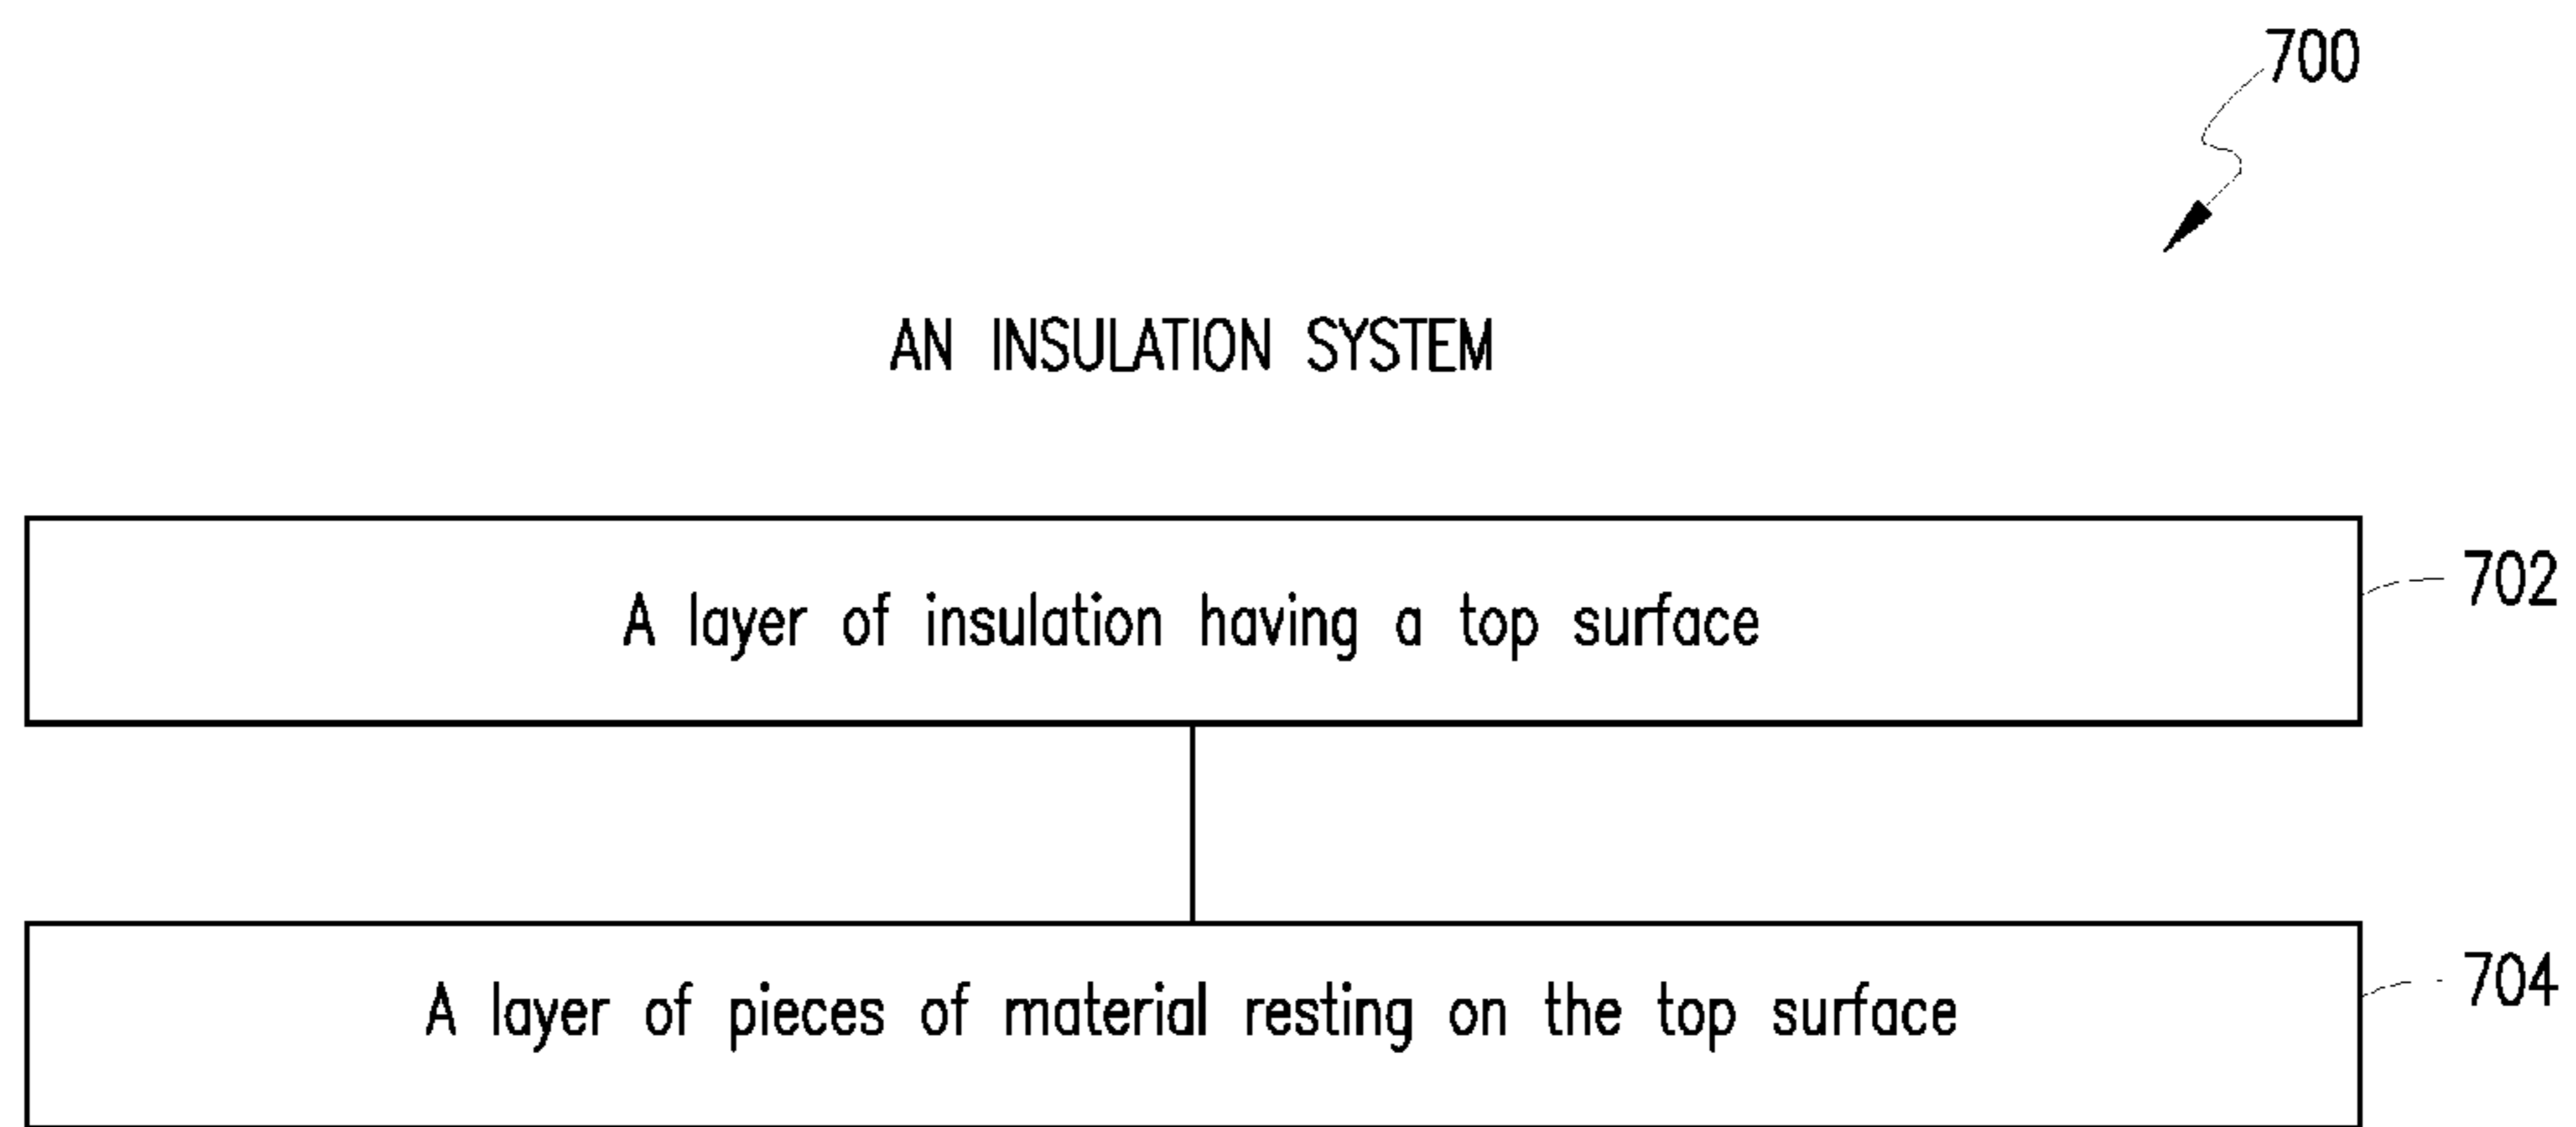 700
AN INSULATION SYSTEM
A layer of insulation having a top surface
702
A layer of pieces of material resting on the top surface
704